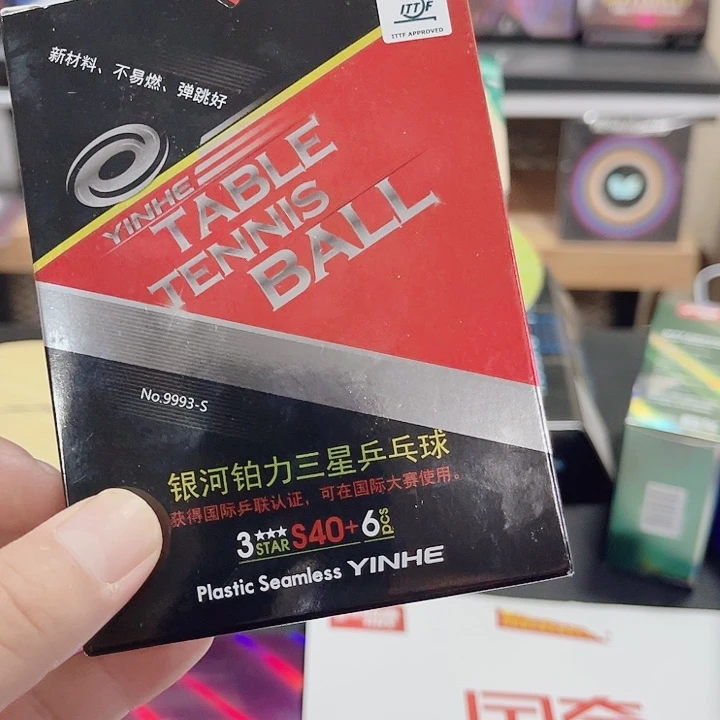 ITTF
ITTF APPROVED
新材料、不易燃、弹跳好
YINHE
TABLE
TENNIS
BALL
No.9993-S
银河铂力三星乒乓球
获得国际乒联认证，可在国际大赛使用。
3 STAR S40+ 6 pcs
Plastic Seamless YINHE